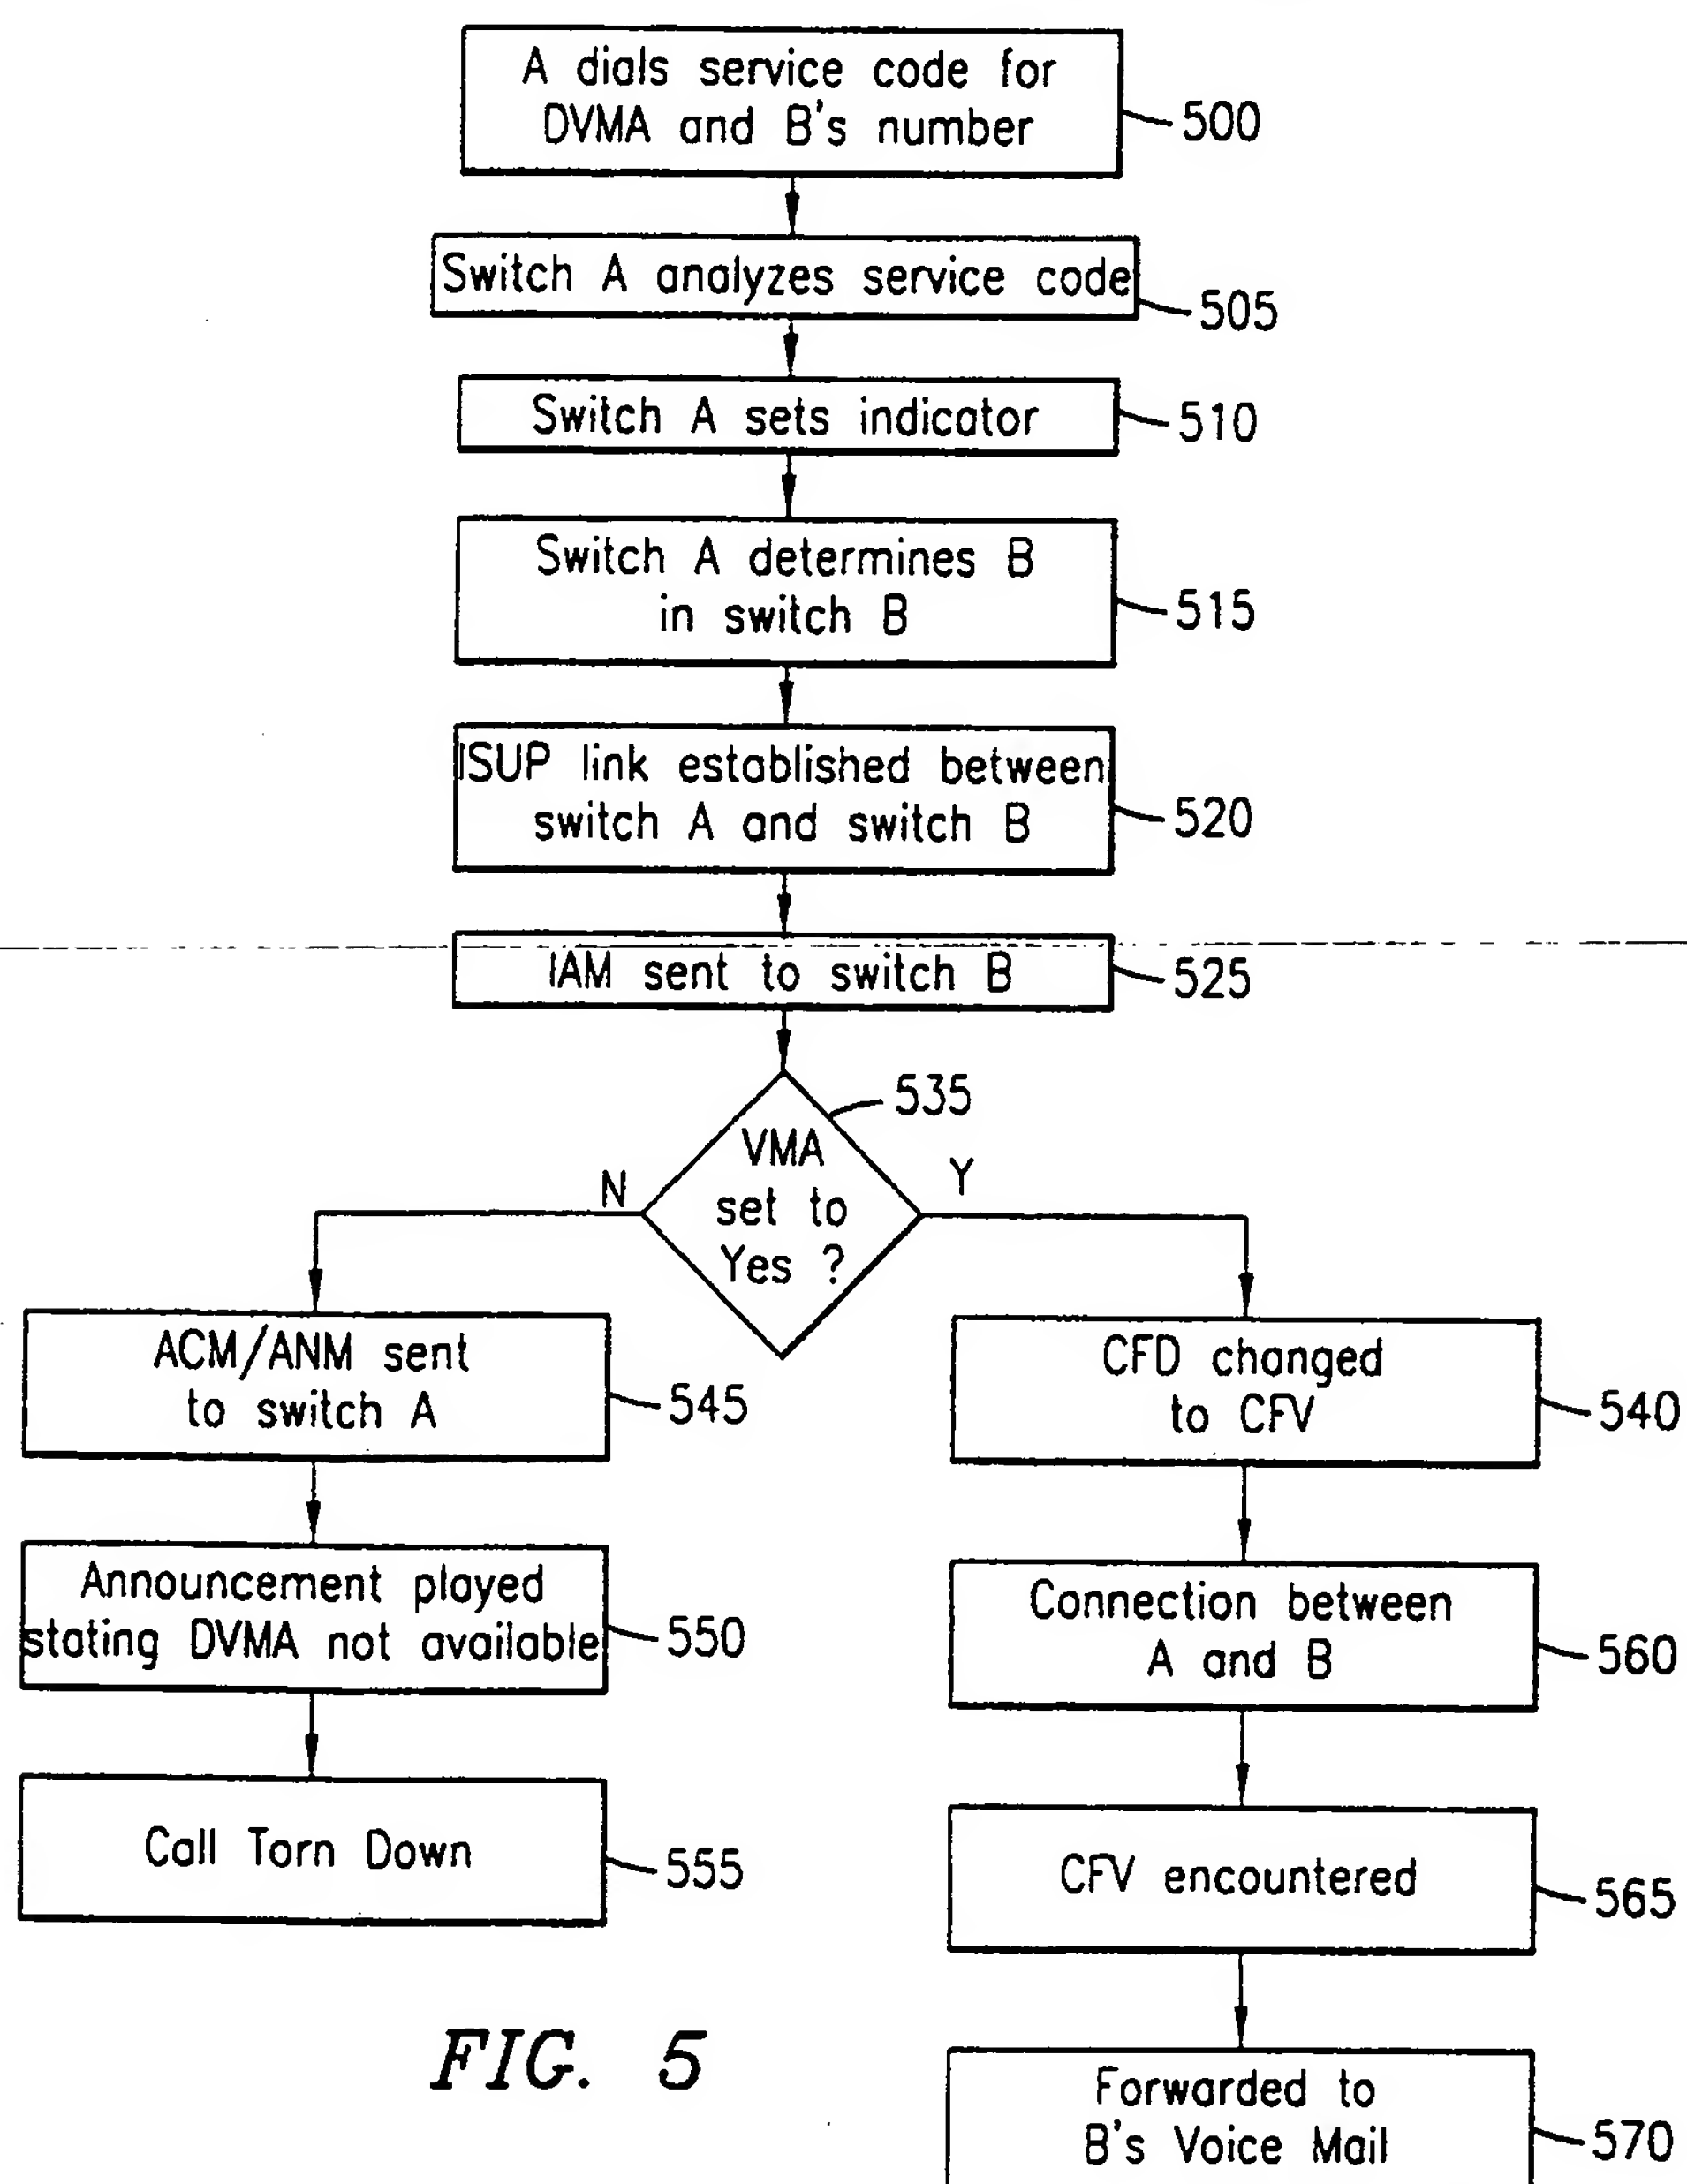 A dials service code for
DVMA and B's number
500
Switch A analyzes service code
505
Switch A sets indicator
510
Switch A determines B
in switch B
515
ISUP link established between
switch A and switch B
520
IAM sent to switch B
525
535
VMA
set to
Yes ?
N
Y
ACM/ANM sent
to switch A
545
Announcement played
stating DVMA not available
550
Call Torn Down
555
CFD changed
to CFV
540
Connection between
A and B
560
CFV encountered
565
Forwarded to
B's Voice Mail
570
FIG. 5